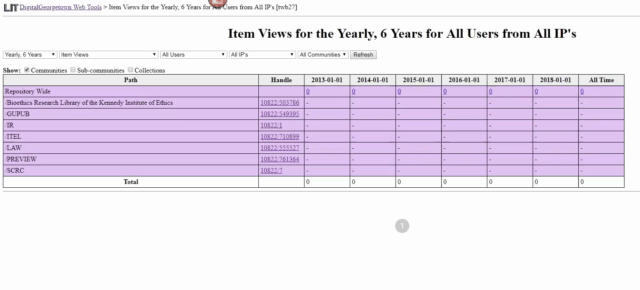 LIT DigitalGeorgetown Web Tools > Item Views for the Yearly, 6 Years for All Users from All IP's [twb27]
Item Views for the Yearly, 6 Years for All Users from All IP's
Yearly, 6 Years Item Views All Users All IP's All Communities Refresh
Show: Communities Sub-communities Collections
Path Handle 2013-01-01 2014-01-01 2015-01-01 2016-01-01 2017-01-01 2018-01-01 All Time
Repository Wide 0 0 0 0 0 0 0
/Bioethics Research Library of the Kennedy Institute of Ethics 10822/503786 - - - - - - -
/GUPUB 10822/549395 - - - - - - -
/IR 10822/1 - - - - - - -
/ITEL 10822/710899 - - - - - - -
/LAW 10822/555527 - - - - - - -
/PREVIEW 10822/761364 - - - - - - -
/SCRC 10822/7 - - - - - - -
Total 0 0 0 0 0 0 0
1